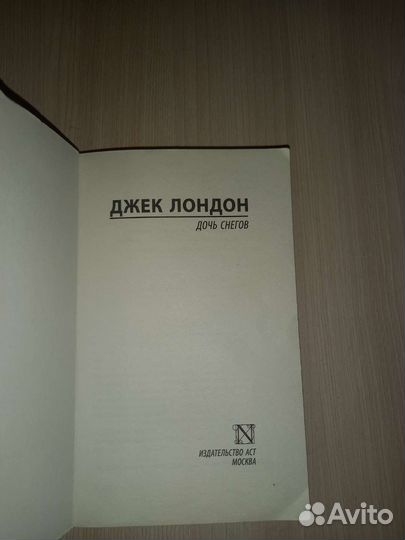 ДЖЕК ЛОНДОН
ДОЧЬ СНЕГОВ
N
ИЗДАТЕЛЬСТВО АСТ
МОСКВА
Avito